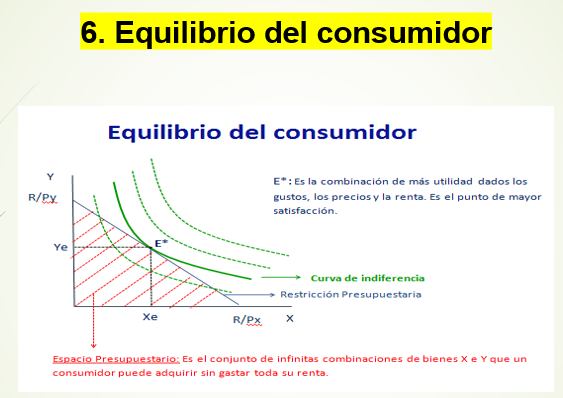 6. Equilibrio del consumidor
Equilibrio del consumidor
Y
R/Py
E*: Es la combinación de más utilidad dados los
gustos, los precios y la renta. Es el punto de mayor
satisfacción.
Ye
E*
Curva de indiferencia
Restricción Presupuestaria
Xe
R/Px
X
Espacio Presupuestario: Es el conjunto de infinitas combinaciones de bienes X e Y que un
consumidor puede adquirir sin gastar toda su renta.